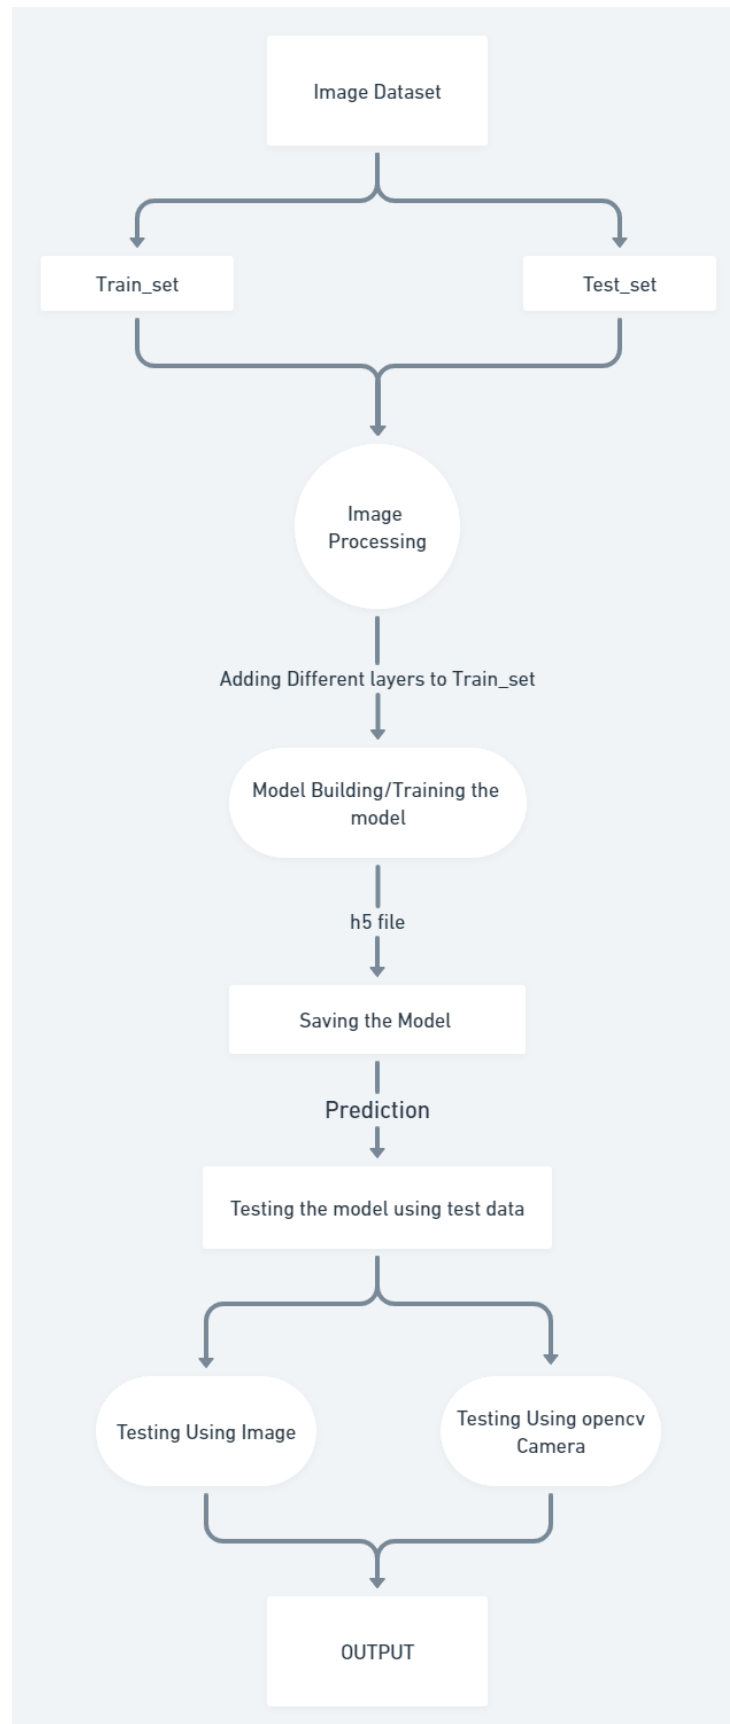 Image Dataset
Train_set
Test_set
Image
Processing
Adding Different layers to Train_set
Model Building/Training the
model
h5 file
Saving the Model
Prediction
Testing the model using test data
Testing Using Image
Testing Using opencv
Camera
OUTPUT